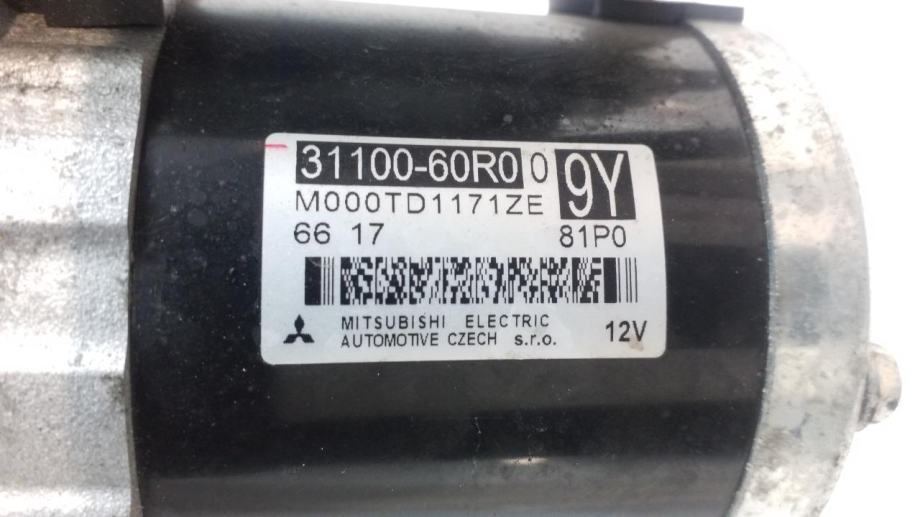 31100-60R0 0 9Y
M000TD1171ZE
66 17 81P0
MITSUBISHI ELECTRIC
AUTOMOTIVE CZECH s.r.o. 12V